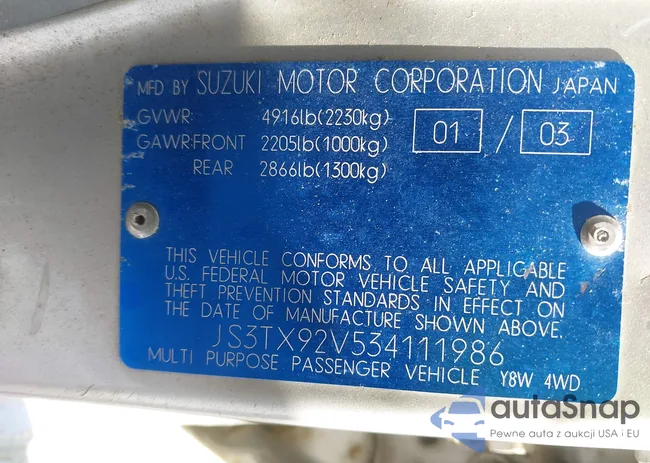 MFD BY SUZUKI MOTOR CORPORATION JAPAN
GVWR: 4916lb(2230kg)
GAWR:FRONT 2205lb(1000kg)
REAR 2866lb(1300kg)
01 / 03
THIS VEHICLE CONFORMS TO ALL APPLICABLE
U.S. FEDERAL MOTOR VEHICLE SAFETY AND
THEFT PREVENTION STANDARDS IN EFFECT ON
THE DATE OF MANUFACTURE SHOWN ABOVE.
JS3TX92V534111986
MULTI PURPOSE PASSENGER VEHICLE Y8W 4WD
autaSnap
Pewne auta z aukcji USA i EU